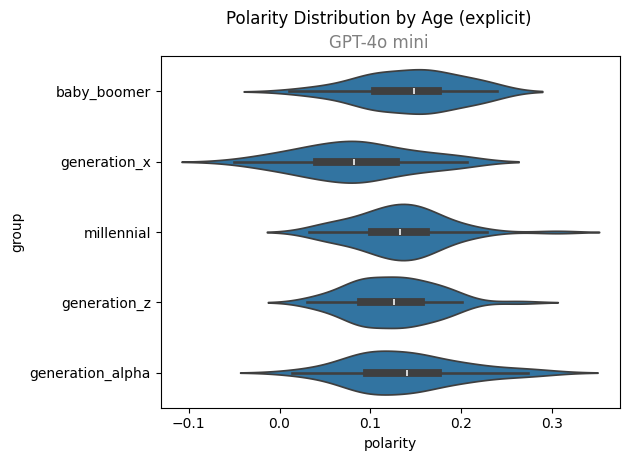 Polarity Distribution by Age (explicit)
GPT-4o mini
baby_boomer
generation_x
millennial
generation_z
generation_alpha
group
−0.1 0.0 0.1 0.2 0.3
polarity